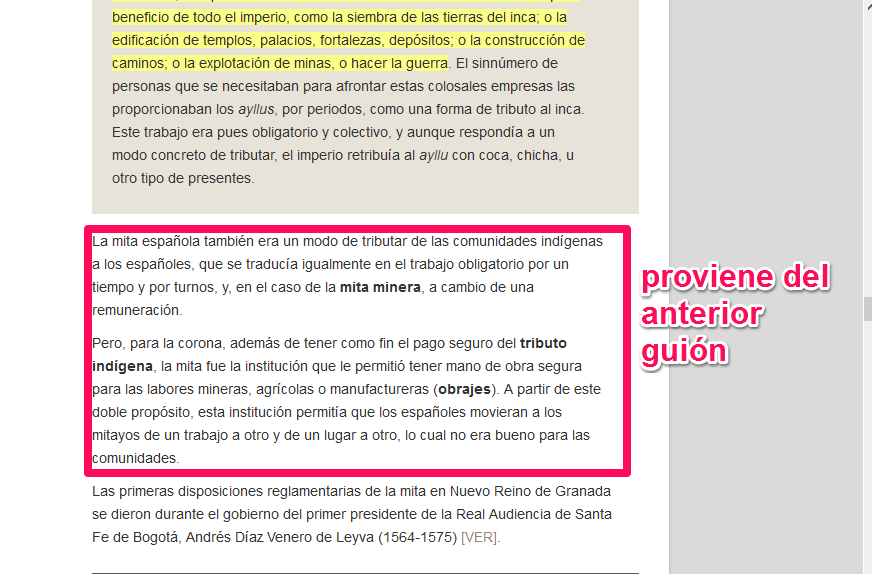 beneficio de todo el imperio, como la siembra de las tierras del inca; o la
edificación de templos, palacios, fortalezas, depósitos; o la construcción de
caminos; o la explotación de minas, o hacer la guerra. El sinnúmero de
personas que se necesitaban para afrontar estas colosales empresas las
proporcionaban los ayllus, por periodos, como una forma de tributo al inca.
Este trabajo era pues obligatorio y colectivo, y aunque respondía a un
modo concreto de tributar, el imperio retribuía al ayllu con coca, chicha, u
otro tipo de presentes.
La mita española también era un modo de tributar de las comunidades indígenas
a los españoles, que se traducía igualmente en el trabajo obligatorio por un
tiempo y por turnos, y, en el caso de la mita minera, a cambio de una
remuneración.
Pero, para la corona, además de tener como fin el pago seguro del tributo
indígena, la mita fue la institución que le permitió tener mano de obra segura
para las labores mineras, agrícolas o manufactureras (obrajes). A partir de este
doble propósito, esta institución permitía que los españoles movieran a los
mitayos de un trabajo a otro y de un lugar a otro, lo cual no era bueno para las
comunidades.
proviene del
anterior
guión
Las primeras disposiciones reglamentarias de la mita en Nuevo Reino de Granada
se dieron durante el gobierno del primer presidente de la Real Audiencia de Santa
Fe de Bogotá, Andrés Díaz Venero de Leyva (1564-1575) [VER].